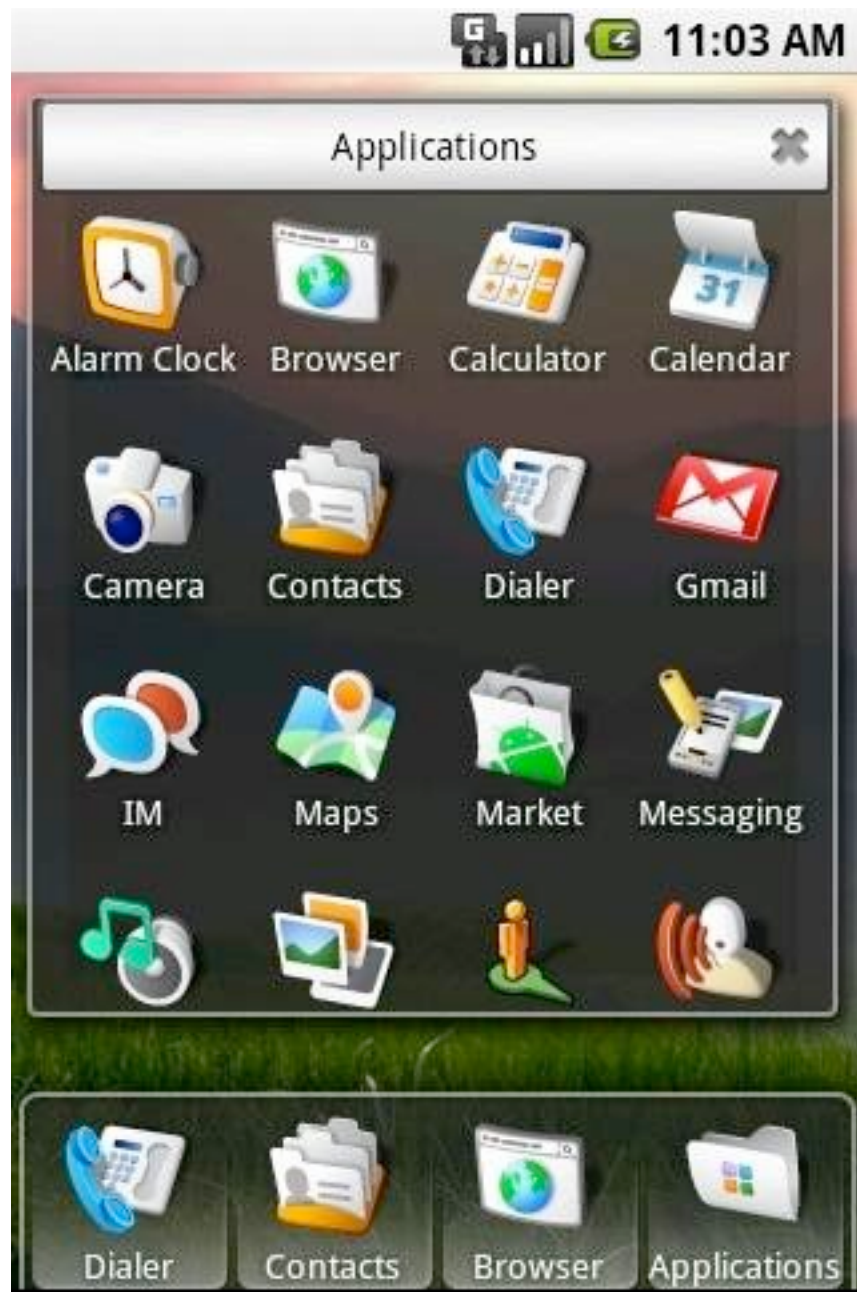 G 11:03 AM
Applications
Alarm Clock Browser Calculator Calendar
31
Camera Contacts Dialer Gmail
IM Maps Market Messaging
Dialer Contacts Browser Applications